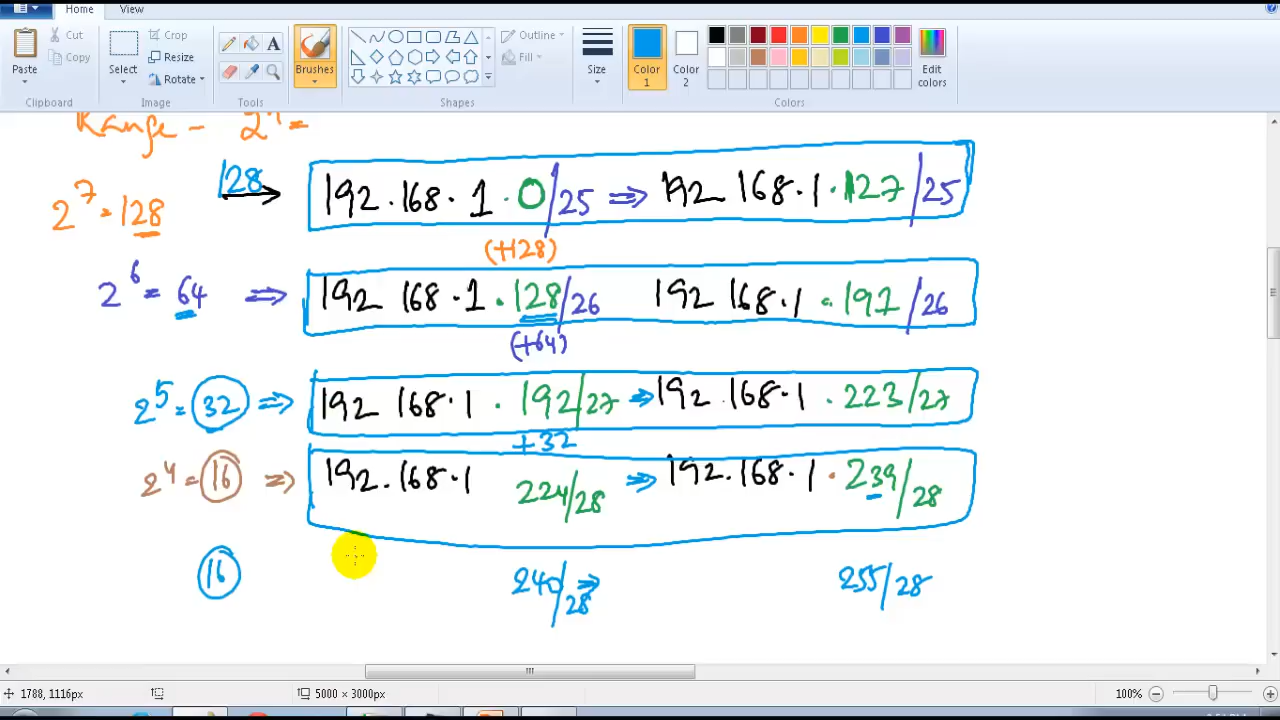 Home View
Paste
Cut
Copy
Clipboard
Select
Crop
Resize
Rotate
Image
A
Tools
Brushes
Outline
Fill
Shapes
Size
Color 1
Color 2
Edit colors
Colors
Range -
128
2^7 = 128
192.168.1.0/25 ⇒ 192 168.1.127/25
(+128)
2^6 = 64 ⇒ 192 168.1.128/26 192 168.1.191/26
(+64)
2^5 = 32 ⇒ 192 168.1.192/27 → 192 168.1.223/27
+32
2^4 = 16 ⇒ 192.168.1 224/28 → 192.168.1.239/28
16 240/28 → 255/28
1788, 1116px 5000 × 3000px 100%